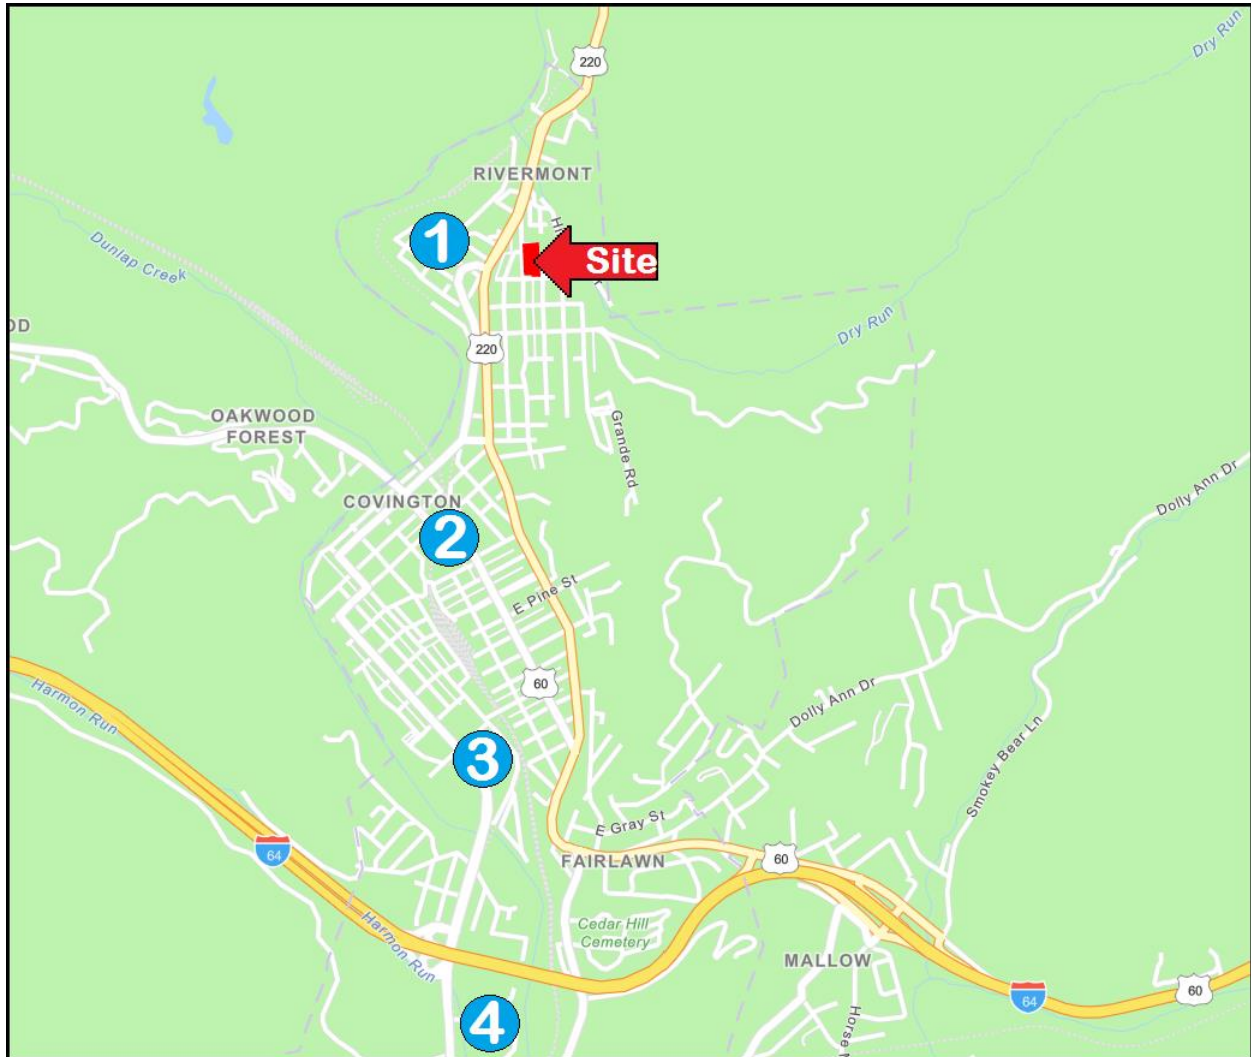 220
Dry Run
RIVERMONT
1
Site
Dunlap Creek
Dry Run
220
OAKWOOD
FOREST
Grande Rd
COVINGTON
Dolly Ann Dr
2
E Pine St
60
Harmon Run
Dolly Ann Dr
Smokey Bear Ln
3
E Gray St
64
FAIRLAWN
60
Harmon Run
Cedar Hill
Cemetery
MALLOW
64
60
4
Horse